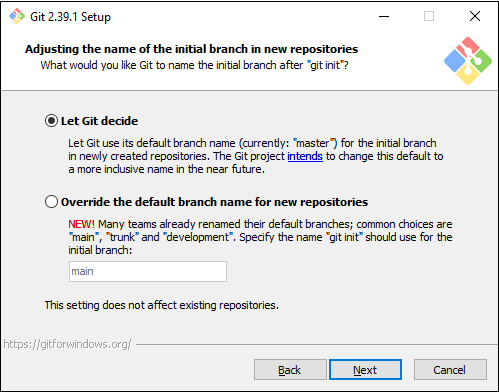 Git 2.39.1 Setup
Adjusting the name of the initial branch in new repositories
What would you like Git to name the initial branch after "git init"?
Let Git decide
Let Git use its default branch name (currently: "master") for the initial branch
in newly created repositories. The Git project intends to change this default to
a more inclusive name in the near future.
Override the default branch name for new repositories
NEW! Many teams already renamed their default branches; common choices are
"main", "trunk" and "development". Specify the name "git init" should use for the
initial branch:
main
This setting does not affect existing repositories.
https://gitforwindows.org/
Back Next Cancel